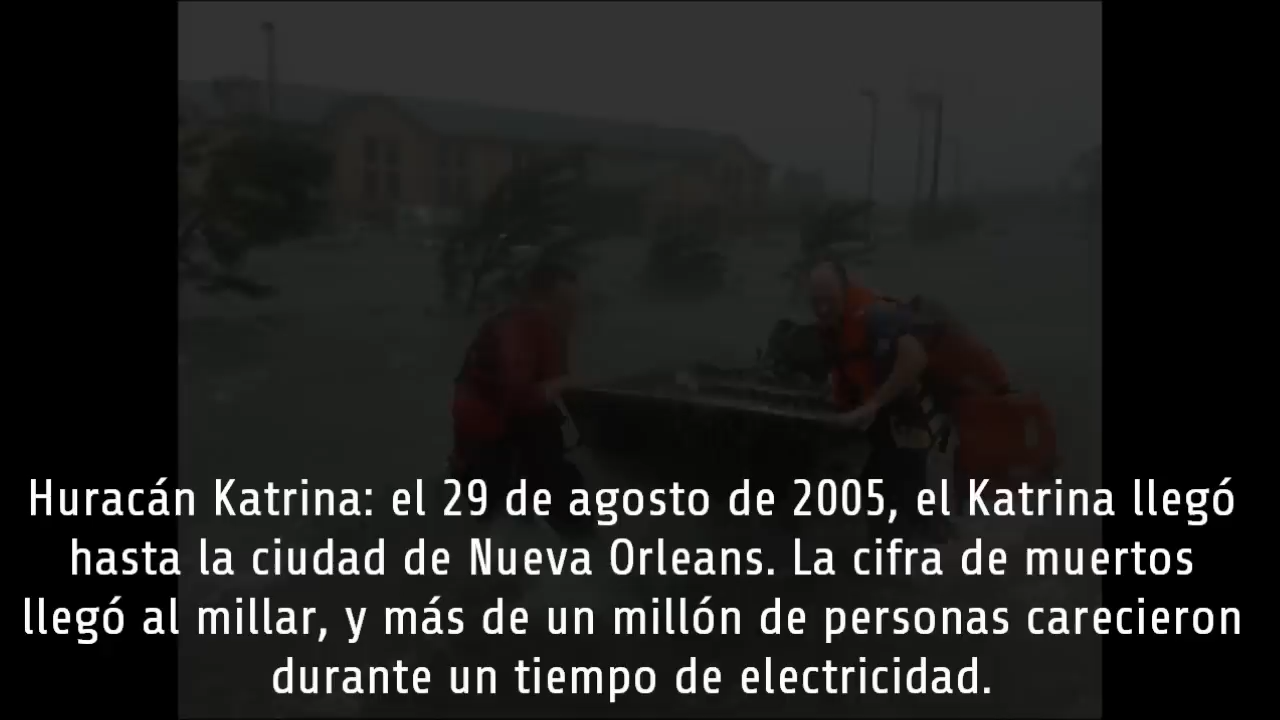 Huracán Katrina: el 29 de agosto de 2005, el Katrina llegó
hasta la ciudad de Nueva Orleans. La cifra de muertos
llegó al millar, y más de un millón de personas carecieron
durante un tiempo de electricidad.